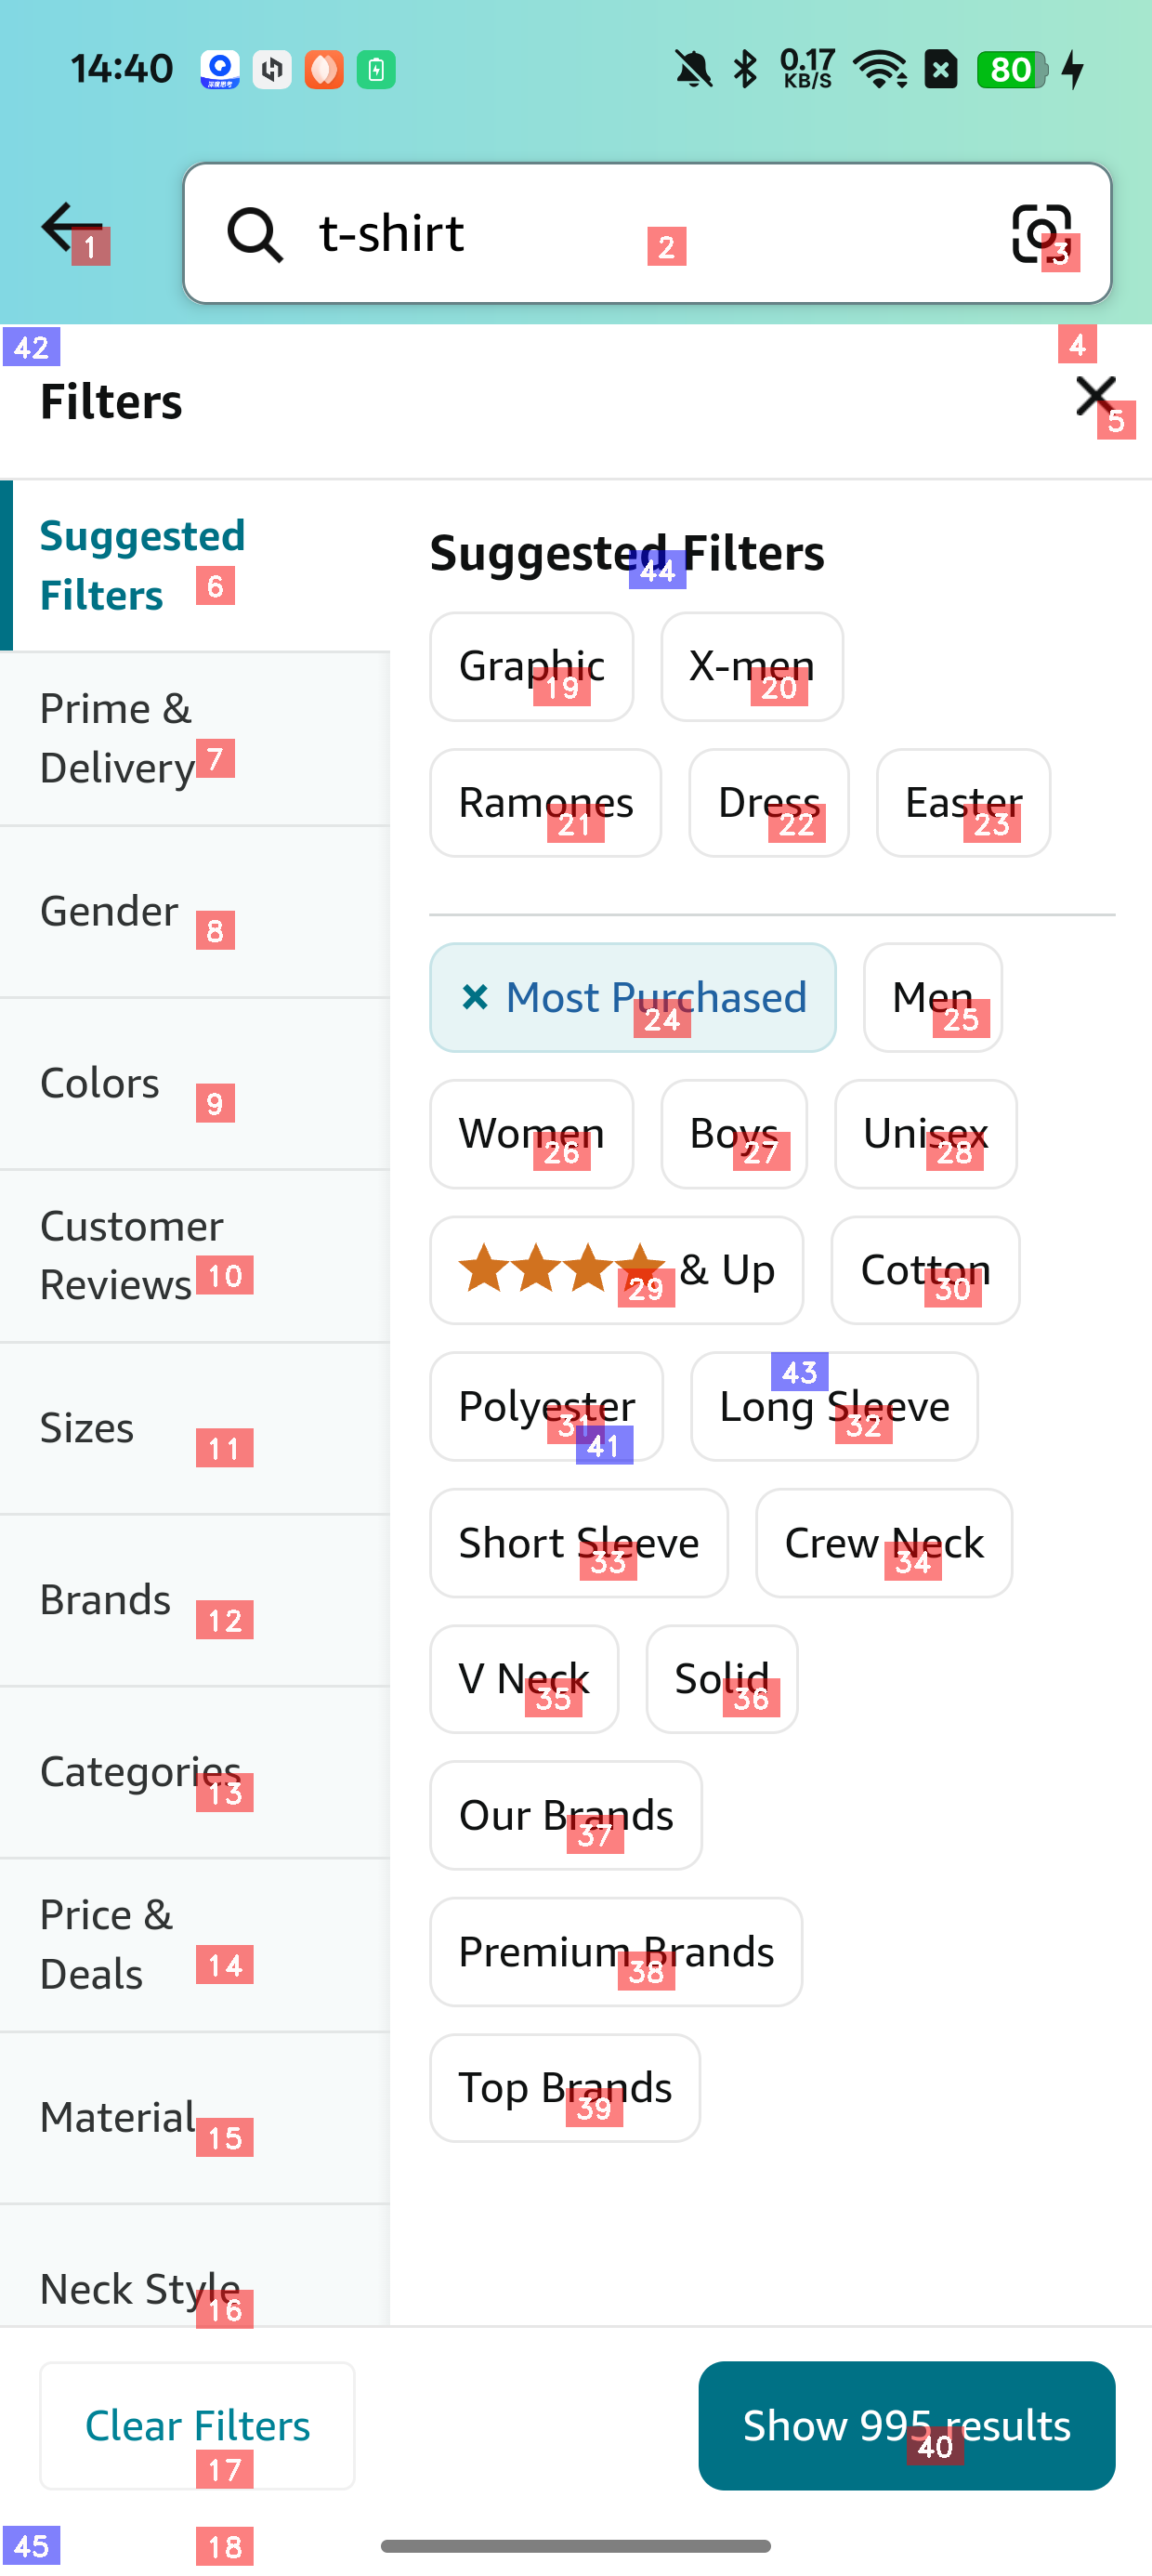 14:40
0.17 KB/S
80
t-shirt
1
2
3
42
4
Filters
5
Suggested Filters
6
Suggested Filters
44
Graphic
19
X-men
20
Prime & Delivery
7
Ramones
21
Dress
22
Easter
23
Gender
8
Most Purchased
24
Men
25
Colors
9
Women
26
Boys
27
Unisex
28
Customer Reviews
10
& Up
29
Cotton
30
Sizes
11
Polyester
31
41
43
Long Sleeve
32
Brands
12
Short Sleeve
33
Crew Neck
34
V Neck
35
Solid
36
Categories
13
Our Brands
37
Price & Deals
14
Premium Brands
38
Material
15
Top Brands
39
Neck Style
16
Clear Filters
17
Show 995 results
40
45
18